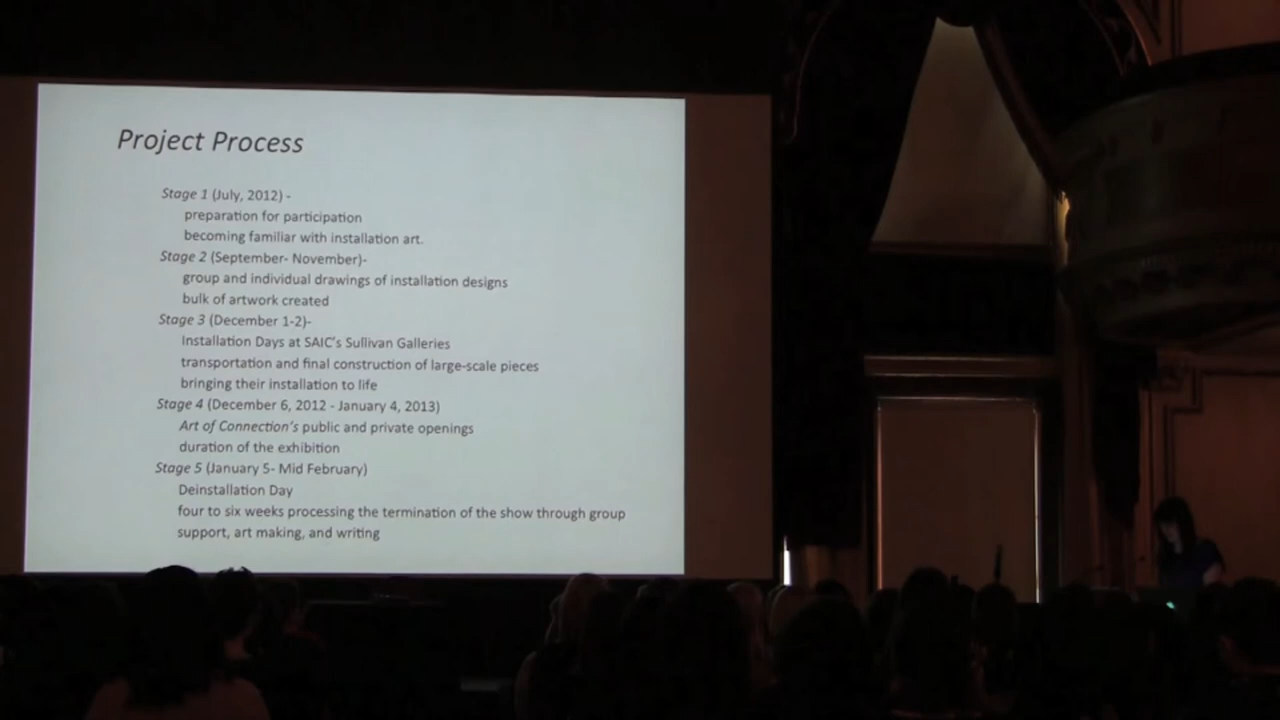 Project Process
Stage 1 (July, 2012) -
preparation for participation
becoming familiar with installation art.
Stage 2 (September- November)-
group and individual drawings of installation designs
bulk of artwork created
Stage 3 (December 1-2)-
Installation Days at SAIC's Sullivan Galleries
transportation and final construction of large-scale pieces
bringing their installation to life
Stage 4 (December 6, 2012 - January 4, 2013)
Art of Connection's public and private openings
duration of the exhibition
Stage 5 (January 5- Mid February)
Deinstallation Day
four to six weeks processing the termination of the show through group
support, art making, and writing